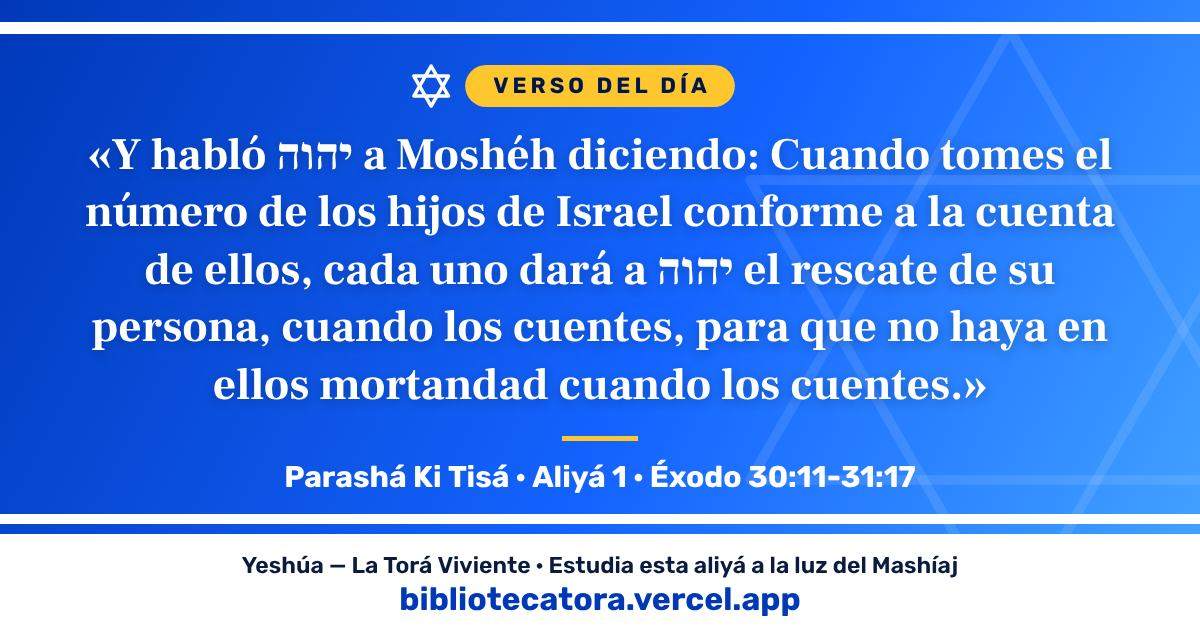 VERSO DEL DÍA
«Y habló יהוה a Moshéh diciendo: Cuando tomes el
número de los hijos de Israel conforme a la cuenta
de ellos, cada uno dará a יהוה el rescate de su
persona, cuando los cuentes, para que no haya en
ellos mortandad cuando los cuentes.»
Parashá Ki Tisá • Aliyá 1 • Éxodo 30:11-31:17
Yeshúa — La Torá Viviente • Estudia esta aliyá a la luz del Mashíaj
bibliotecatora.vercel.app